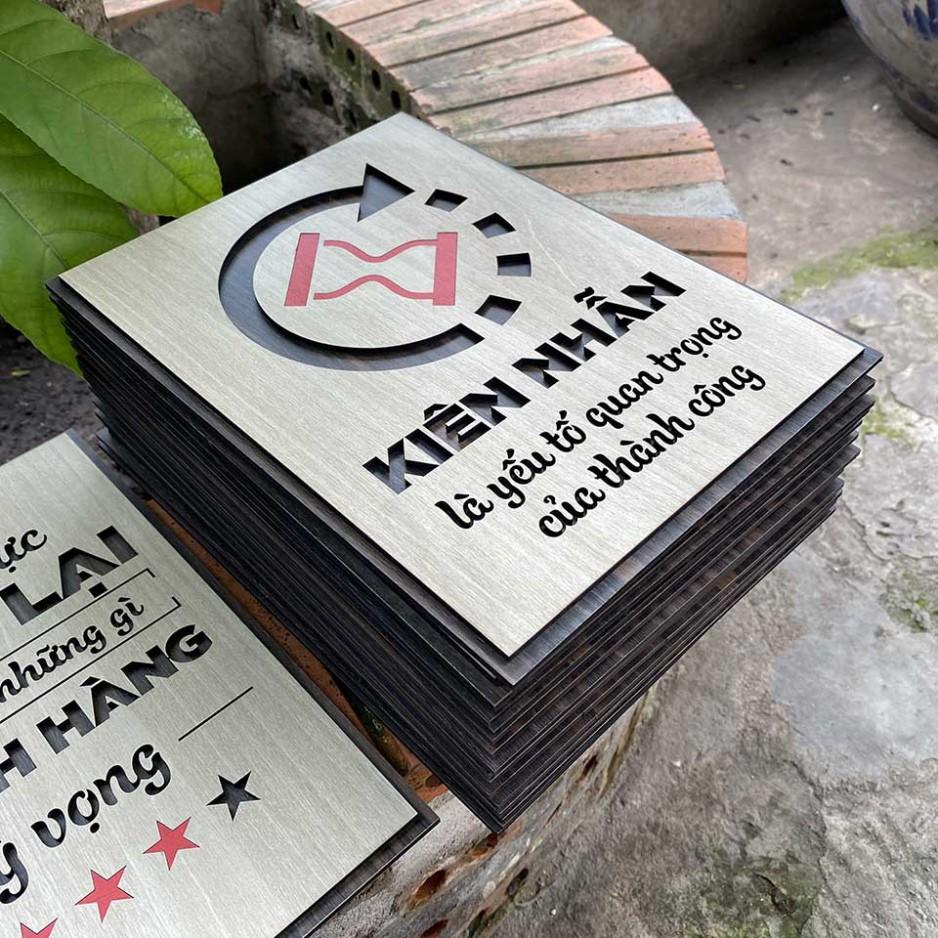 KIÊN NHẪN
là yếu tố quan trọng
của thành công
LẠI
những gì
HÀNG
vọng